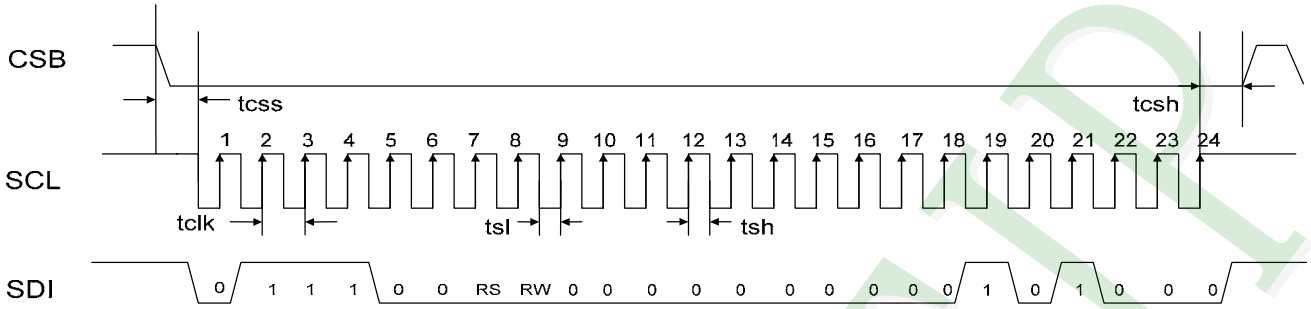 CSB
tcss
tcsh
1 2 3 4 5 6 7 8 9 10 11 12 13 14 15 16 17 18 19 20 21 22 23 24
SCL
tclk
tsl
tsh
SDI
0 1 1 1 0 0 RS RW 0 0 0 0 0 0 0 0 0 0 1 0 1 0 0 0